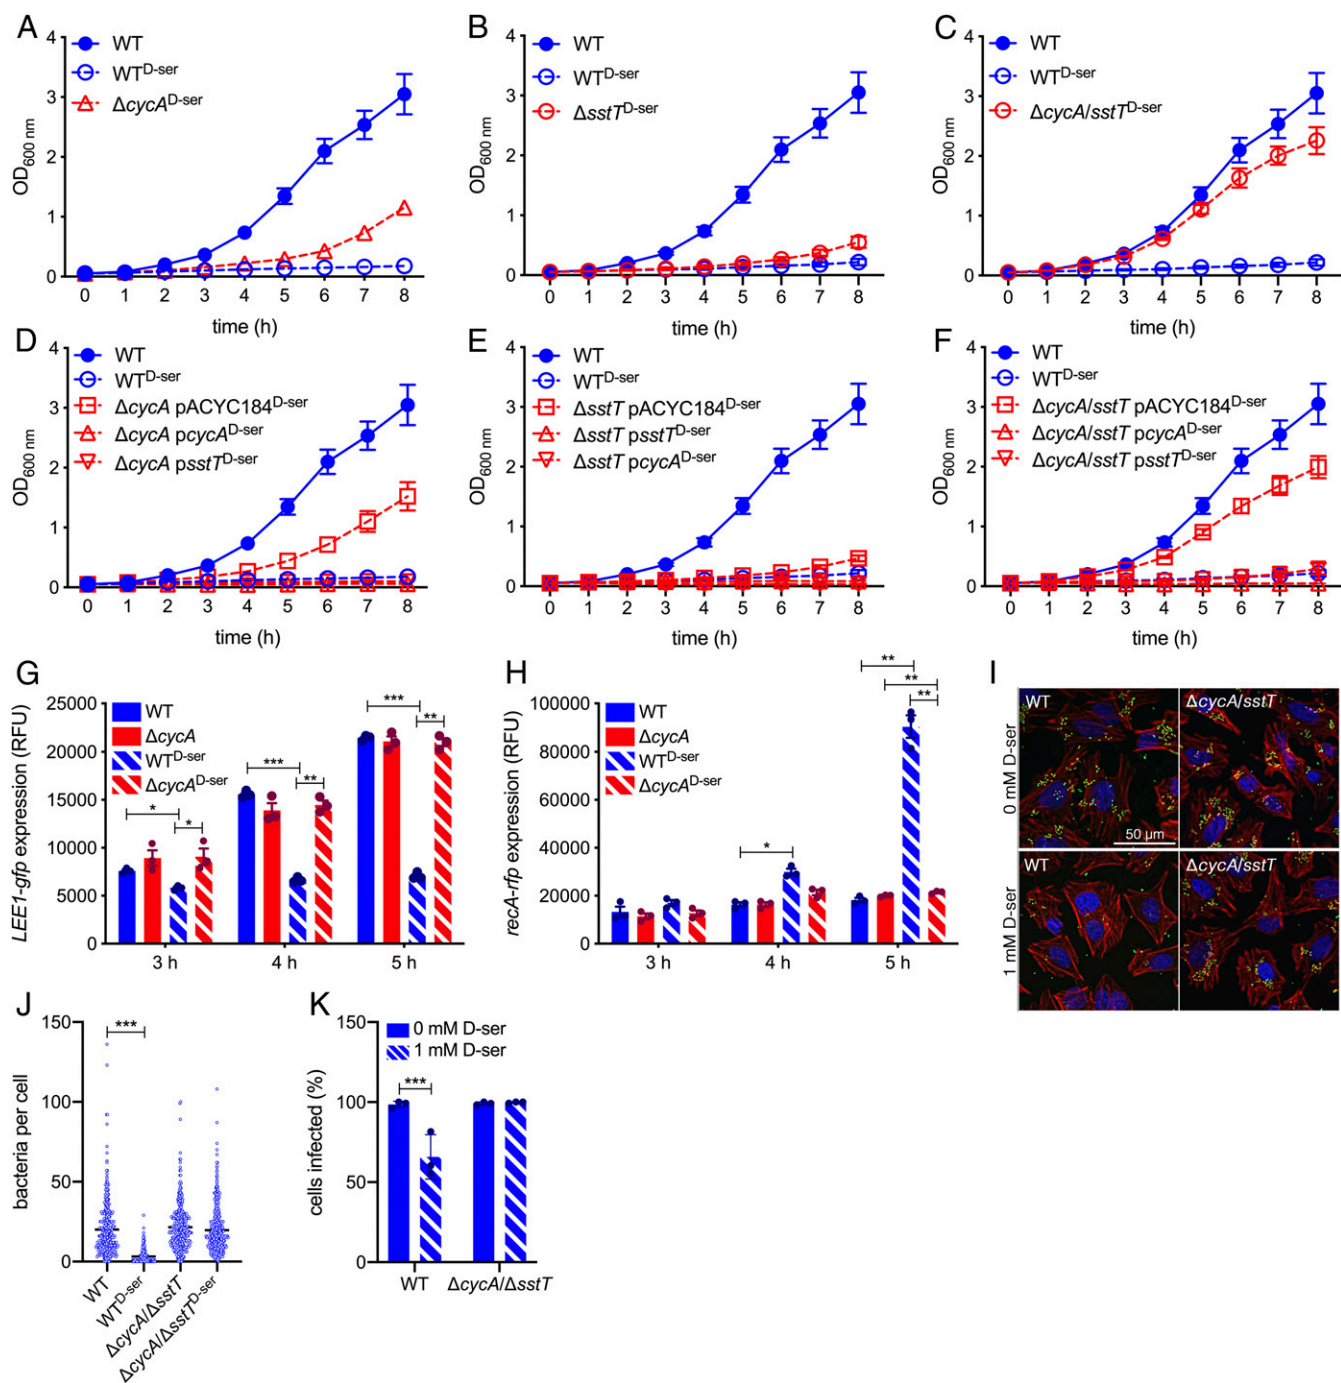 A
OD600 nm
4
3
2
1
0
WT
WTD-ser
ΔcycAD-ser
0 1 2 3 4 5 6 7 8
time (h)
B
OD600 nm
4
3
2
1
0
WT
WTD-ser
ΔsstTD-ser
0 1 2 3 4 5 6 7 8
time (h)
C
OD600 nm
4
3
2
1
0
WT
WTD-ser
ΔcycA/sstTD-ser
0 1 2 3 4 5 6 7 8
time (h)
D
OD600 nm
4
3
2
1
0
WT
WTD-ser
ΔcycA pACYC184D-ser
ΔcycA pcycAD-ser
ΔcycA psstTD-ser
0 1 2 3 4 5 6 7 8
time (h)
E
OD600 nm
4
3
2
1
0
WT
WTD-ser
ΔsstT pACYC184D-ser
ΔsstT psstTD-ser
ΔsstT pcycAD-ser
0 1 2 3 4 5 6 7 8
time (h)
F
OD600 nm
4
3
2
1
0
WT
WTD-ser
ΔcycA/sstT pACYC184D-ser
ΔcycA/sstT pcycAD-ser
ΔcycA/sstT psstTD-ser
0 1 2 3 4 5 6 7 8
time (h)
G
LEE1-gfp expression (RFU)
25000
20000
15000
10000
5000
0
WT
ΔcycA
WTD-ser
ΔcycAD-ser
*
*
***
**
***
**
3 h 4 h 5 h
H
recA-rfp expression (RFU)
100000
80000
60000
40000
20000
0
WT
ΔcycA
WTD-ser
ΔcycAD-ser
*
**
**
**
3 h 4 h 5 h
I
0 mM D-ser
1 mM D-ser
WT
ΔcycA/sstT
50 µm
WT
ΔcycA/sstT
J
bacteria per cell
150
100
50
0
***
WT
WTD-ser
ΔcycA/ΔsstT
ΔcycA/ΔsstTD-ser
K
cells infected (%)
150
100
50
0
0 mM D-ser
1 mM D-ser
***
WT ΔcycA/ΔsstT